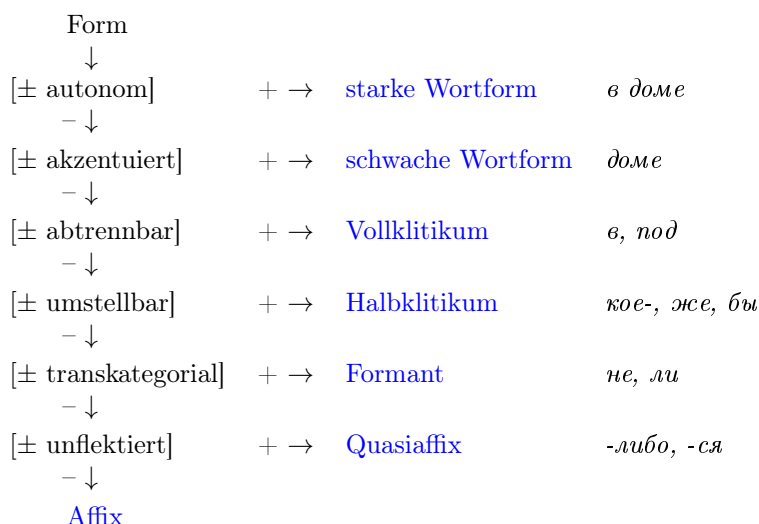 Form
↓
[± autonom] + → starke Wortform в доме
– ↓
[± akzentuiert] + → schwache Wortform доме
– ↓
[± abtrennbar] + → Vollklitikum в, под
– ↓
[± umstellbar] + → Halbklitikum кое-, же, бы
– ↓
[± transkategorial] + → Formant не, ли
– ↓
[± unflektiert] + → Quasiaffix -либо, -ся
– ↓
Affix